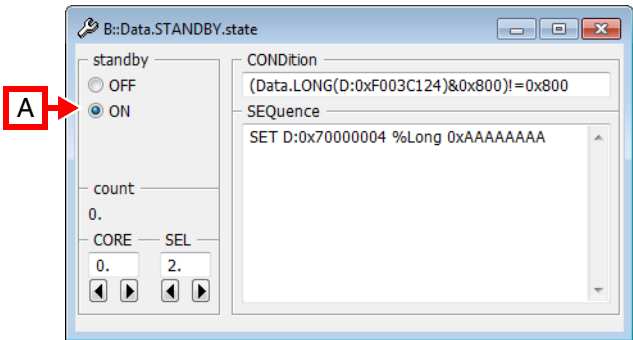 B::Data.STANDBY.state
standby
OFF
ON
A
count
0.
CORE
SEL
0.
2.
CONDition
(Data.LONG(D:0xF003C124)&0x800)!=0x800
SEQuence
SET D:0x70000004 %Long 0xAAAAAAAA